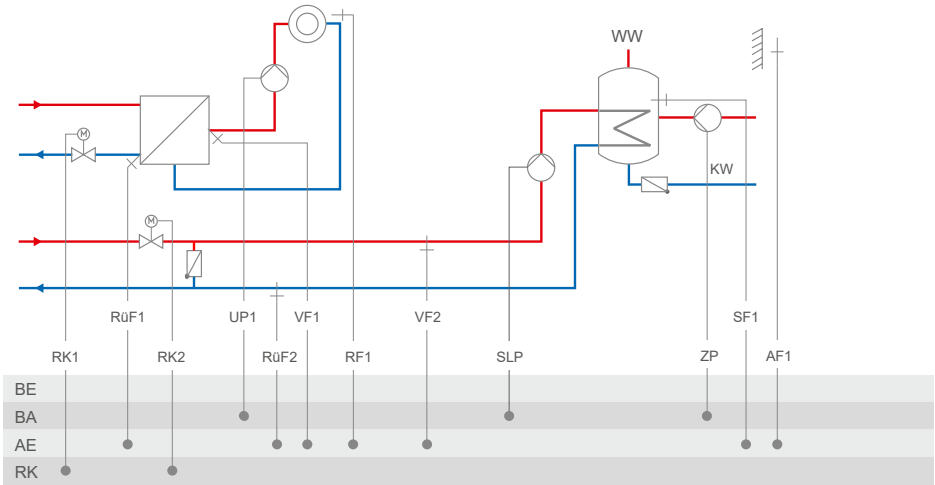 WW
M
KW
M
RüF1 UP1 VF1 VF2 SF1
RK1 RK2 RüF2 RF1 SLP ZP AF1
BE
BA
AE
RK